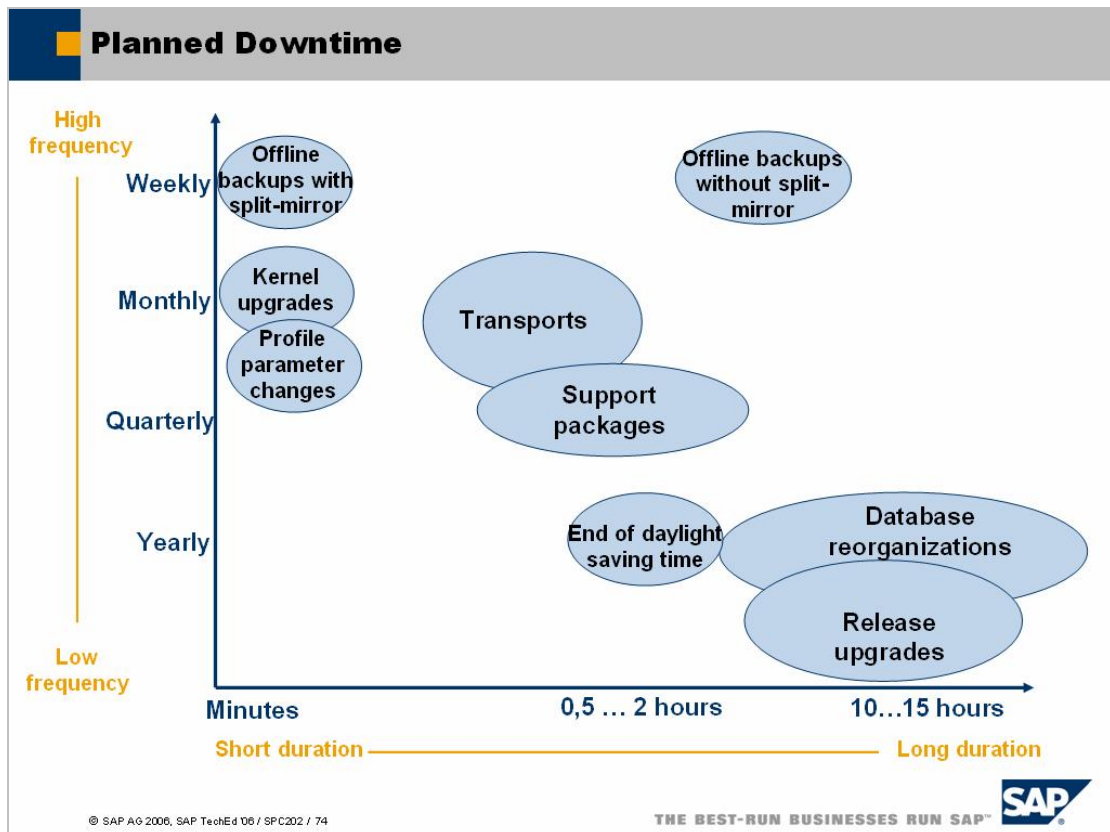 Planned Downtime
High
frequency
Weekly
Offline
backups with
split-mirror
Offline backups
without split-
mirror
Monthly
Kernel
upgrades
Transports
Profile
parameter
changes
Support
packages
Quarterly
Yearly
End of daylight
saving time
Database
reorganizations
Release
upgrades
Low
frequency
Minutes
0,5 ... 2 hours
10...15 hours
Short duration
Long duration
© SAP AG 2006, SAP TechEd '06 / SPC202 / 74
THE BEST-RUN BUSINESSES RUN SAP™
SAP